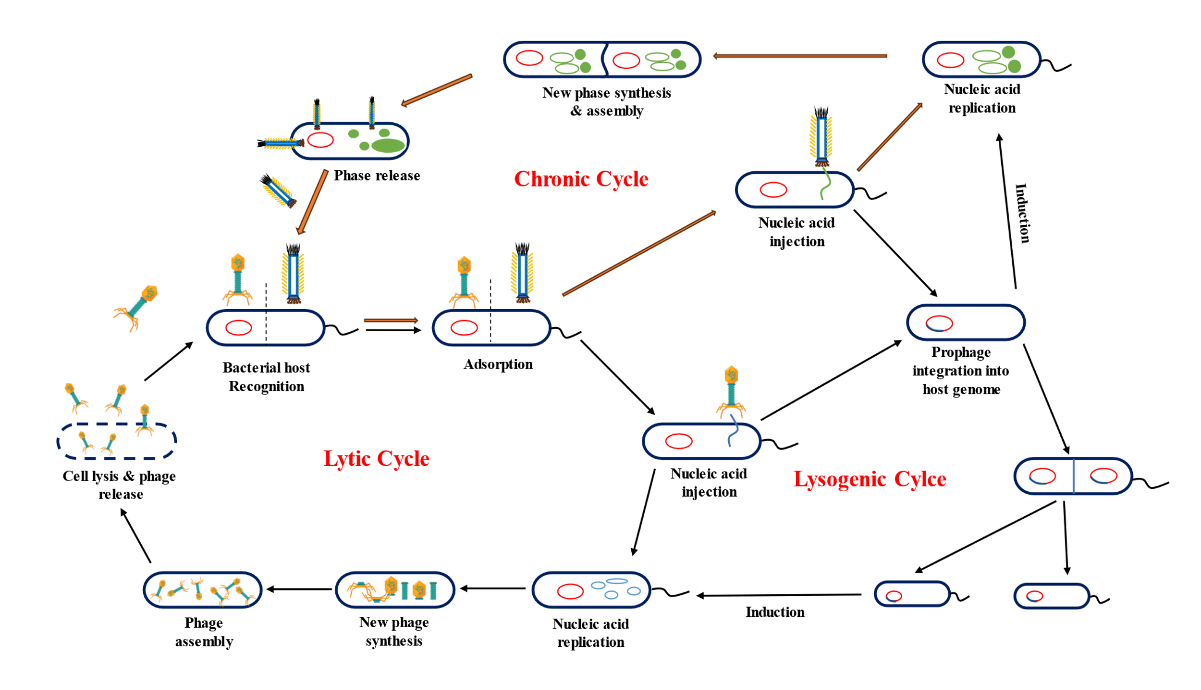 New phase synthesis
& assembly
Nucleic acid
replication
Phase release
Chronic Cycle
Nucleic acid
injection
Induction
Bacterial host
Recognition
Adsorption
Prophage
integration into
host genome
Cell lysis & phage
release
Lytic Cycle
Nucleic acid
injection
Lysogenic Cylce
Phage
assembly
New phage
synthesis
Nucleic acid
replication
Induction